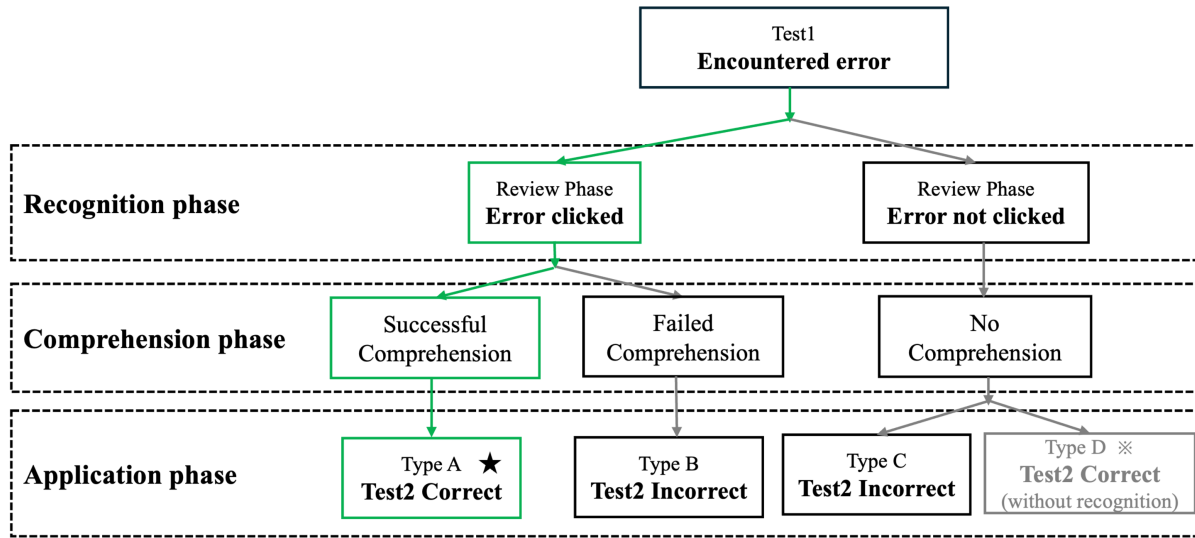 Test1
Encountered error
Recognition phase
Review Phase
Error clicked
Review Phase
Error not clicked
Comprehension phase
Successful
Comprehension
Failed
Comprehension
No
Comprehension
Application phase
Type A ★
Test2 Correct
Type B
Test2 Incorrect
Type C
Test2 Incorrect
Type D ※
Test2 Correct
(without recognition)